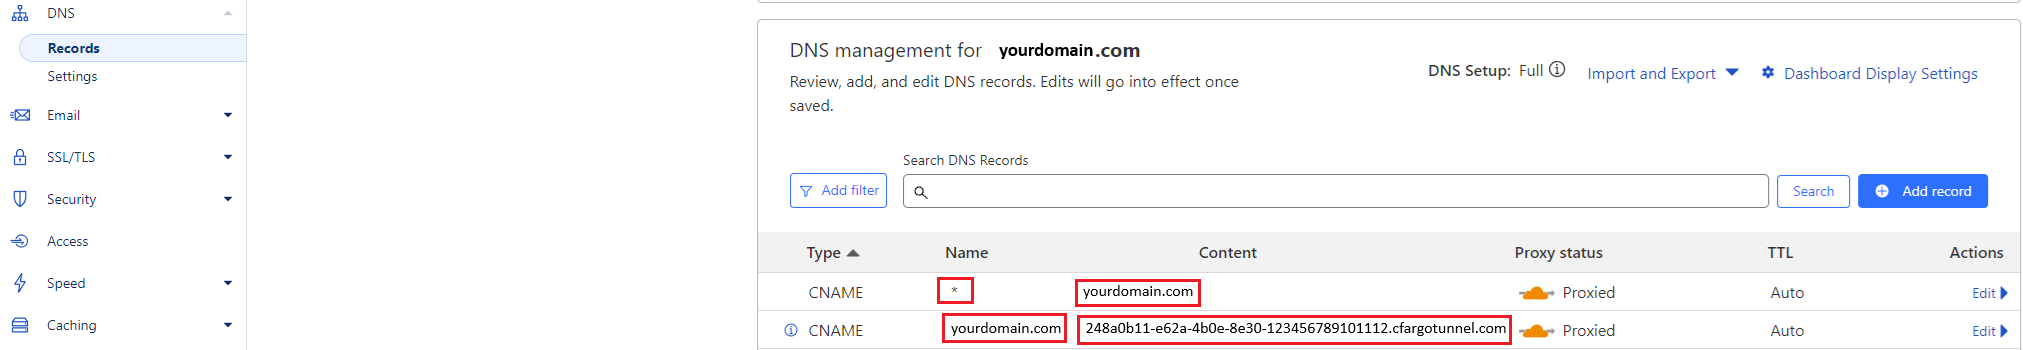 DNS
Records
Settings
Email
SSL/TLS
Security
Access
Speed
Caching
DNS management for yourdomain.com
Review, add, and edit DNS records. Edits will go into effect once
saved.
DNS Setup: Full
Import and Export
Dashboard Display Settings
Search DNS Records
Add filter
Search
Add record
Type Name Content Proxy status TTL Actions
CNAME * yourdomain.com Proxied Auto Edit
CNAME yourdomain.com 248a0b11-e62a-4b0e-8e30-123456789101112.cfargotunnel.com Proxied Auto Edit